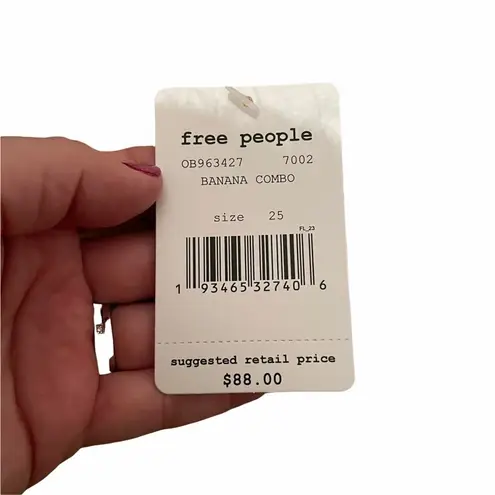 free people
OB963427 7002
BANANA COMBO
size 25
FL_23
1 93465 32740 6
suggested retail price
$88.00